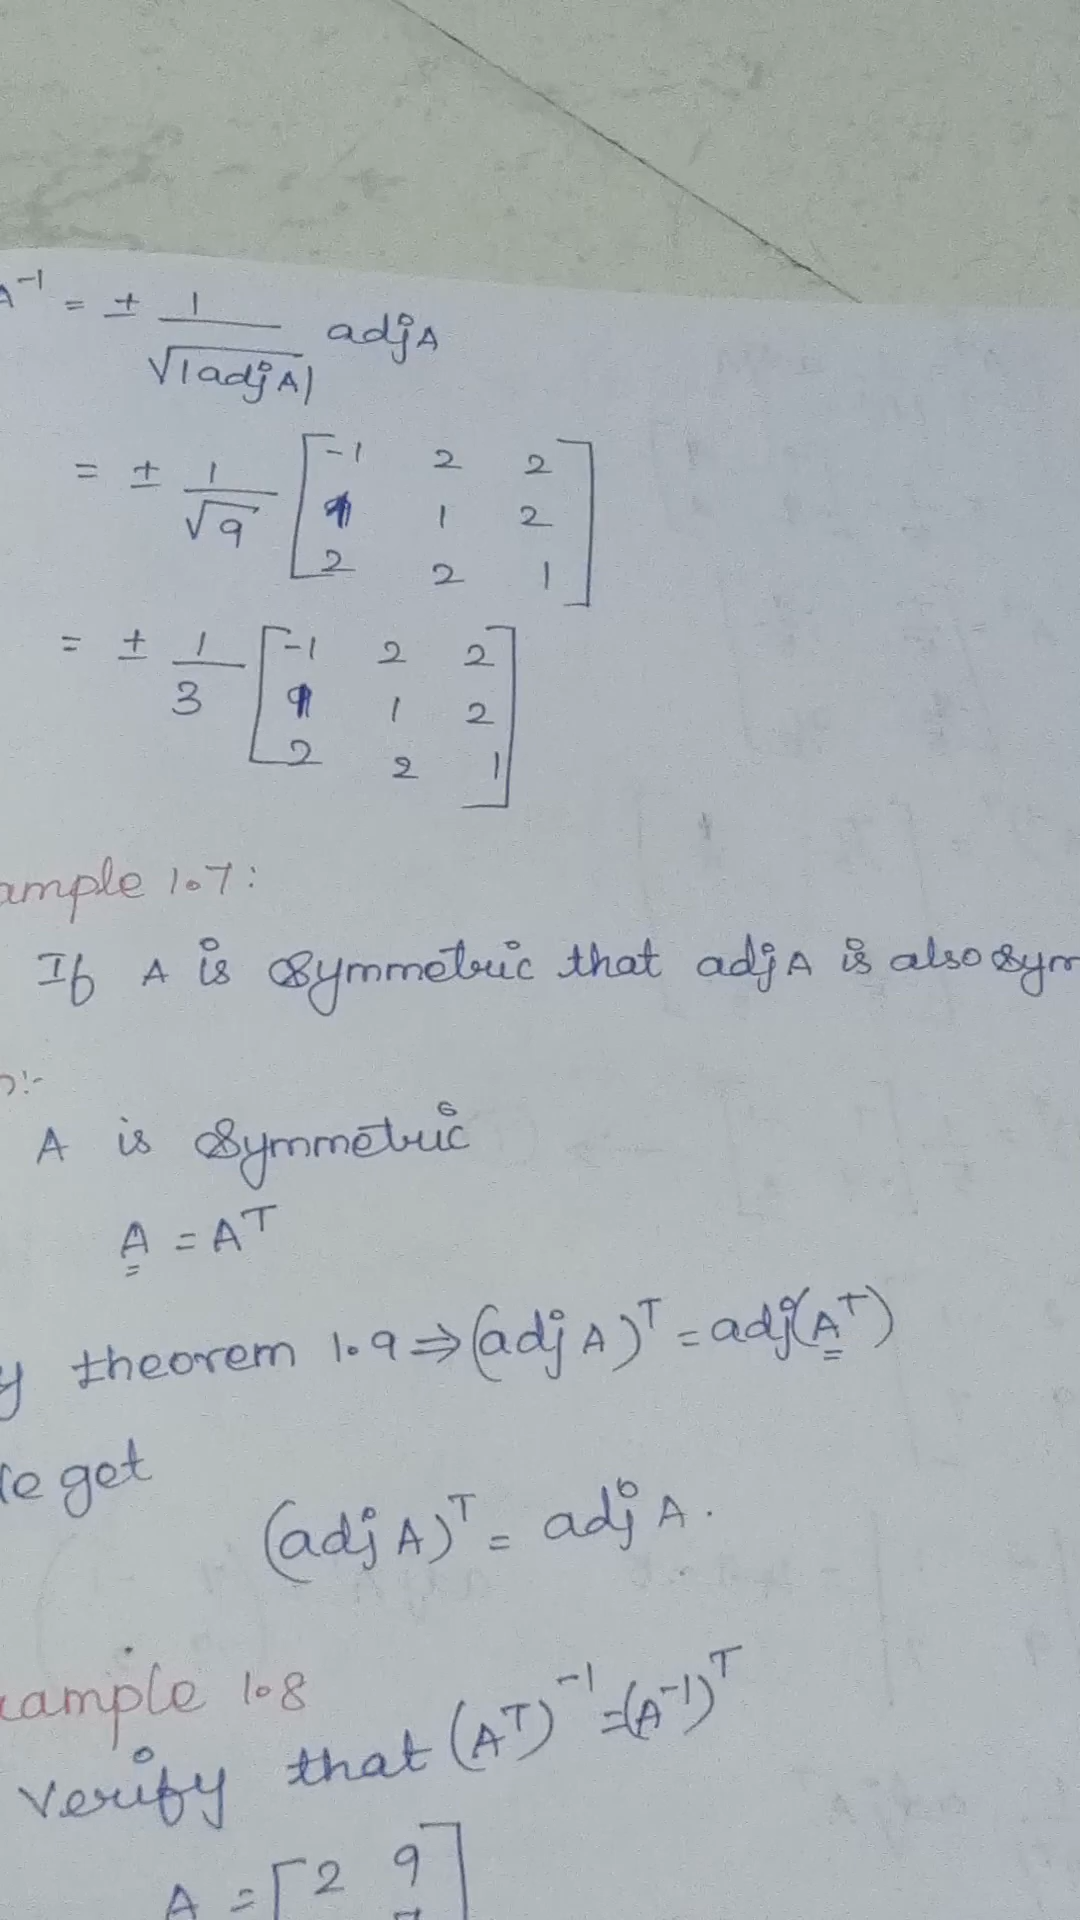 A⁻¹ = ± 1/√|adj A| adj A
= ± 1/√9 [-1 2 2
1 2
2 2 1]
= ± 1/3 [-1 2 2
1 2
2 2 1]
ample 1.7:
If A is symmetric that adj A is also sym
A is symmetric
A = Aᵀ
y theorem 1.9 ⇒ (adj A)ᵀ = adj(Aᵀ)
e get
(adj A)ᵀ = adj A.
ample 1.8
Verify that (Aᵀ)⁻¹ = (A⁻¹)ᵀ
A = [2 9]